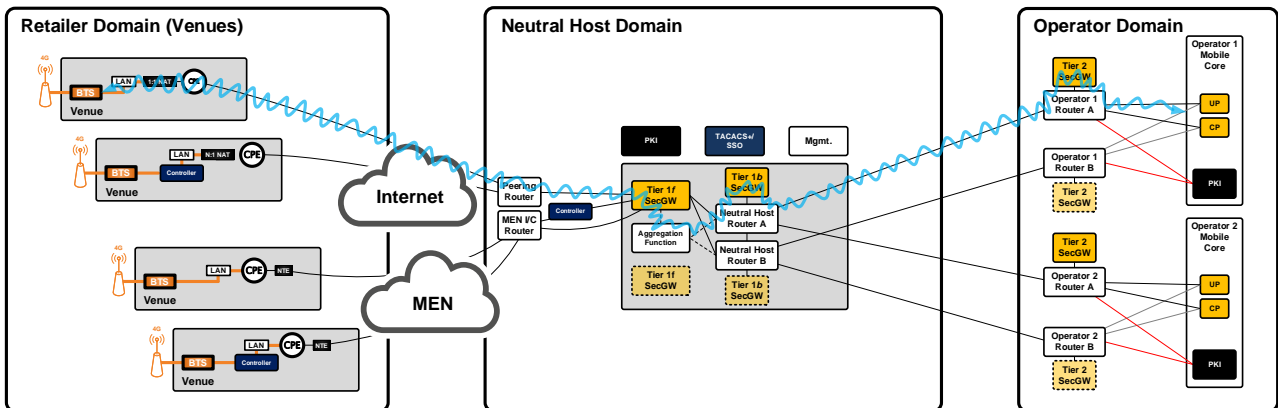 Retailer Domain (Venues)
4G
BTS
LAN
1:1 NAT
CPE
Venue
4G
BTS
Controller
LAN
N:1 NAT
CPE
Venue
4G
BTS
LAN
CPE
NTE
Venue
4G
BTS
Controller
LAN
CPE
NTE
Venue
Internet
MEN
Neutral Host Domain
Peering
Router
MEN I/C
Router
Controller
PKI
TACACS+/
SSO
Mgmt.
Tier 1f
SecGW
Aggregation
Function
Tier 1f
SecGW
Tier 1b
SecGW
Neutral Host
Router A
Neutral Host
Router B
Tier 1b
SecGW
Operator Domain
Tier 2
SecGW
Operator 1
Router A
Operator 1
Router B
Tier 2
SecGW
Operator 1
Mobile
Core
UP
CP
PKI
Tier 2
SecGW
Operator 2
Router A
Operator 2
Router B
Tier 2
SecGW
Operator 2
Mobile
Core
UP
CP
PKI